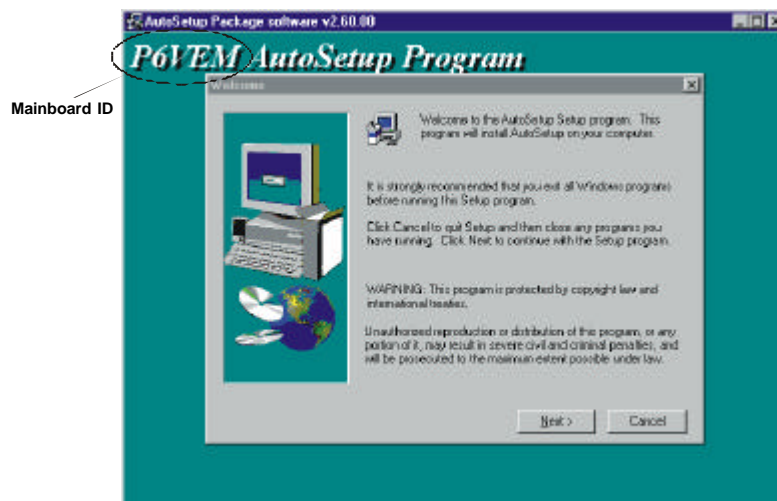 AutoSetup Package software v2.60.00
P6VEM AutoSetup Program
Mainboard ID
Welcome
Welcome to the AutoSetup Setup program. This
program will install AutoSetup on your computer.
It is strongly recommended that you exit all Windows programs
before running this Setup program.
Click Cancel to quit Setup and then close any programs you
have running. Click Next to continue with the Setup program.
WARNING: This program is protected by copyright law and
international treaties.
Unauthorized reproduction or distribution of this program, or any
portion of it, may result in severe civil and criminal penalties, and
will be prosecuted to the maximum extent possible under law.
Next >
Cancel